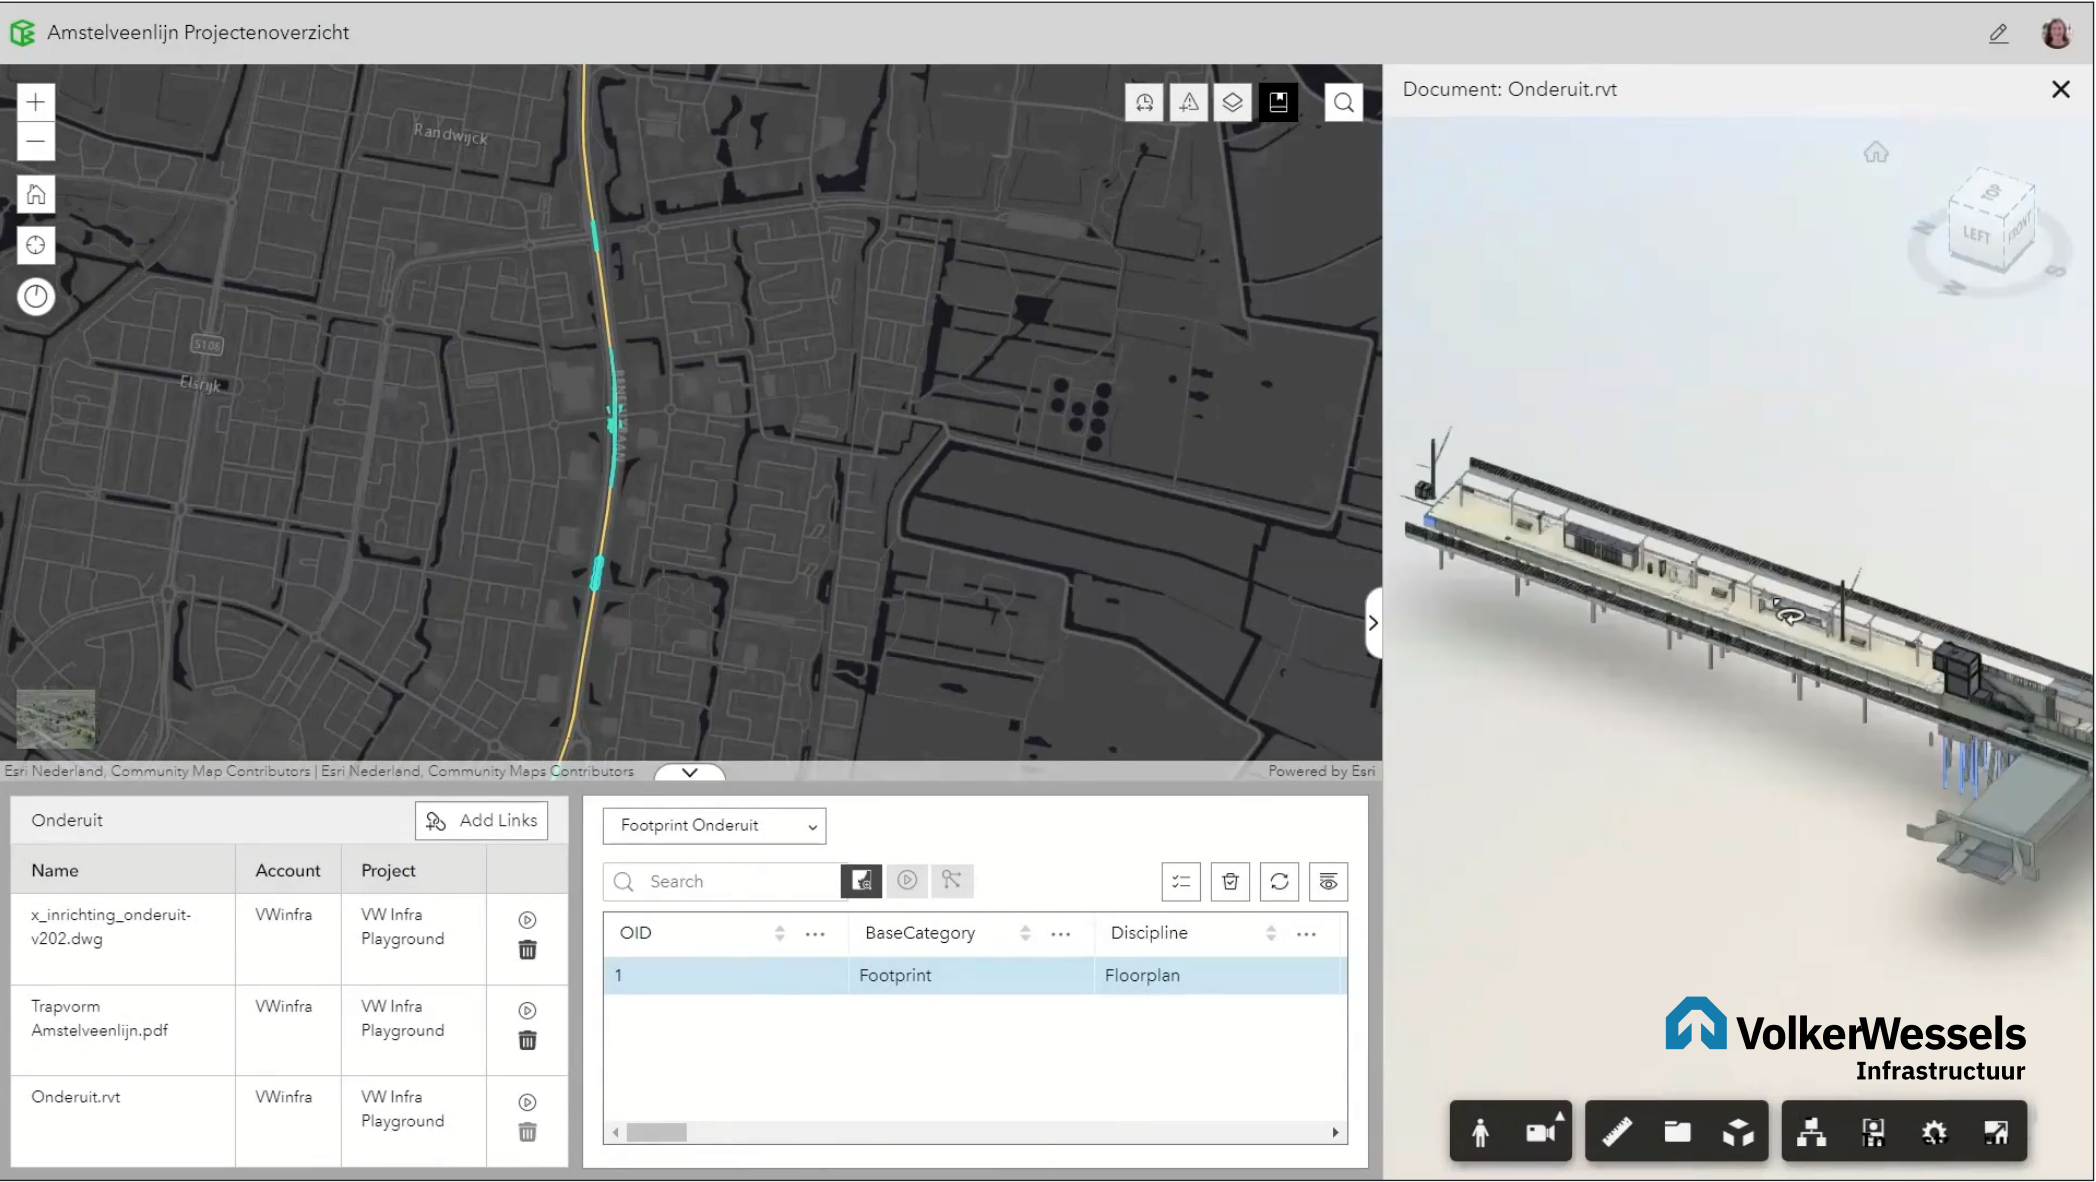 Amstelveenlijn Projectenoverzicht
Randwijck
S108
Elsrijk
Esri Nederland, Community Map Contributors | Esri Nederland, Community Maps Contributors
Powered by Esri
Document: Onderuit.rvt
TOP
LEFT
FRONT
N
S
W
Onderuit
Add Links
Name
Account
Project
x_inrichting_onderuit-
v202.dwg
VWinfra
VW Infra
Playground
Trapvorm
Amstelveenlijn.pdf
VWinfra
VW Infra
Playground
Onderuit.rvt
VWinfra
VW Infra
Playground
Footprint Onderuit
Search
OID
BaseCategory
Discipline
1
Footprint
Floorplan
VolkerWessels
Infrastructuur